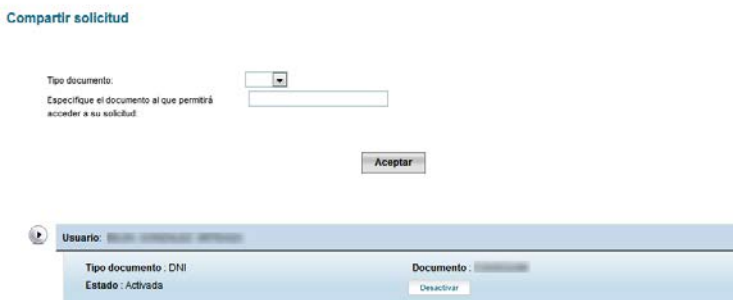 Compartir solicitud
Tipo documento:
Especifique el documento al que permitirá
acceder a su solicitud:
Aceptar
Usuario:
Tipo documento : DNI
Documento :
Estado : Activada
Desactivar